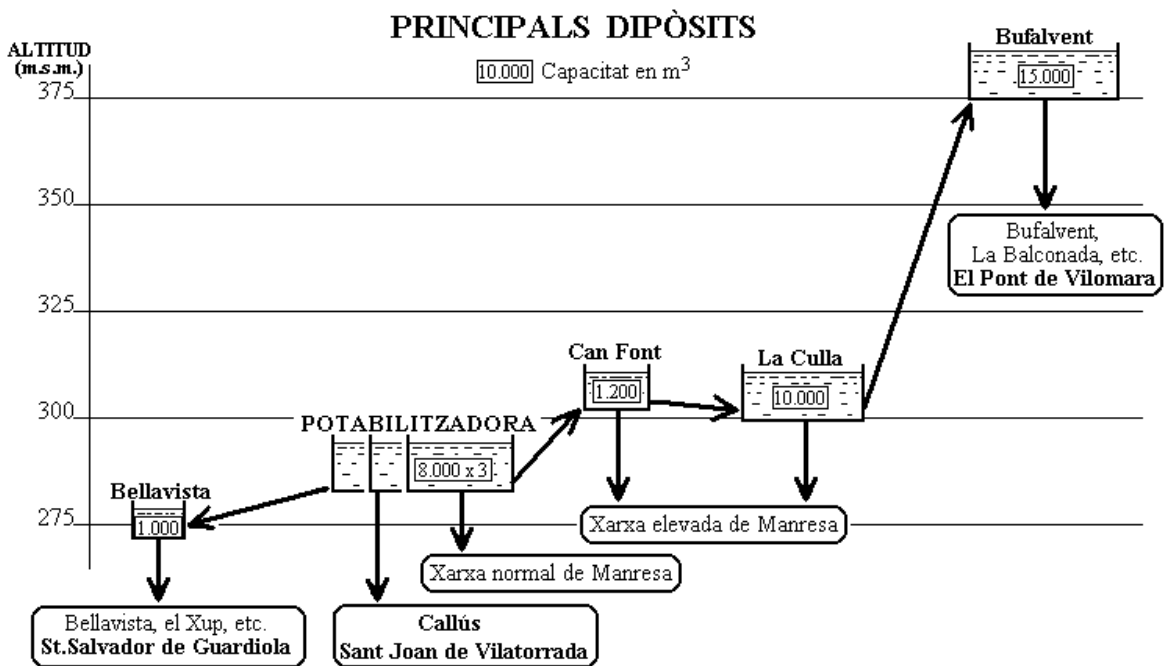 PRINCIPALS DIPÒSITS
ALTITUD
(m.s.m.)
10.000 Capacitat en m³
Bufalvent
15.000
375
350
Bufalvent,
La Balconada, etc.
El Pont de Vilomara
325
Can Font
1.200
La Culla
10.000
300
POTABILITZADORA
8.000 x 3
Bellavista
1.000
275
Xarxa elevada de Manresa
Xarxa normal de Manresa
Bellavista, el Xup, etc.
St.Salvador de Guardiola
Callús
Sant Joan de Vilatorrada